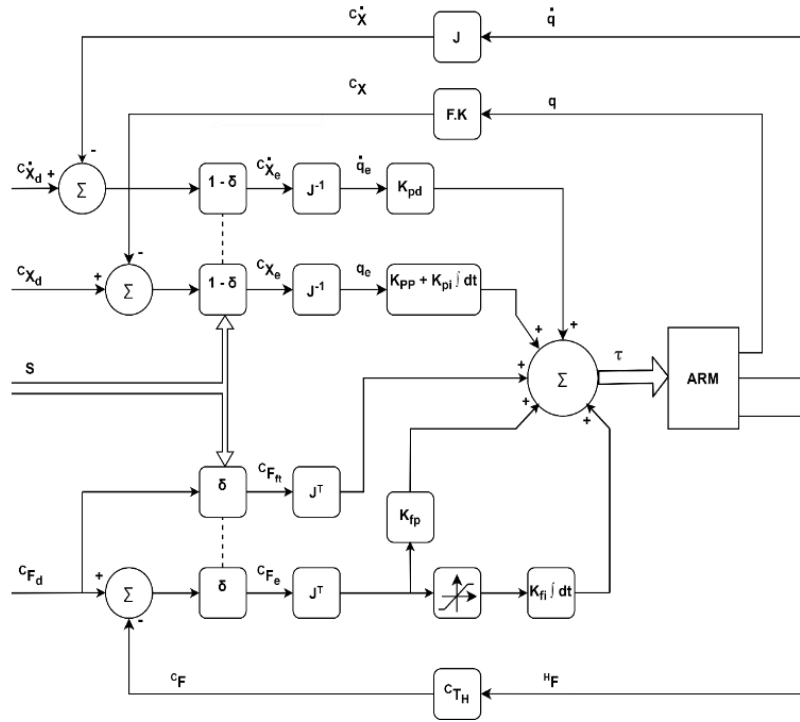 ᶜẊ J q̇
ᶜX F.K q
-
ᶜẊd + Σ 1 - δ ᶜẊe J⁻¹ q̇e Kpd
-
ᶜXd + Σ 1 - δ ᶜXe J⁻¹ qe KPP + Kpi ∫ dt
+ +
S + Σ τ ARM
+ +
δ ᶜFft Jᵀ
Kfp
ᶜFd + Σ δ ᶜFe Jᵀ Kfi ∫ dt
-
ᶜF ᶜTH ᴴF